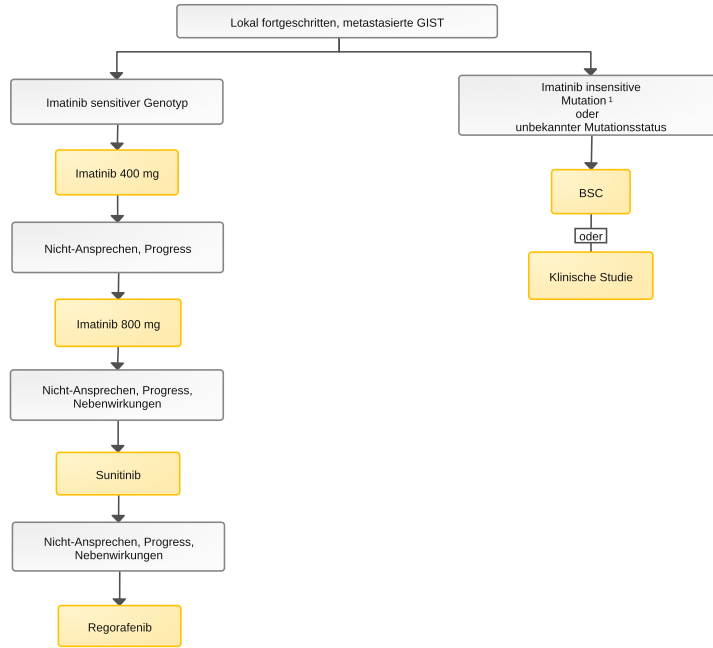 Lokal fortgeschritten, metastasierte GIST
Imatinib sensitiver Genotyp
Imatinib 400 mg
Nicht-Ansprechen, Progress
Imatinib 800 mg
Nicht-Ansprechen, Progress,
Nebenwirkungen
Sunitinib
Nicht-Ansprechen, Progress,
Nebenwirkungen
Regorafenib
Imatinib insensitive
Mutation ¹
oder
unbekannter Mutationsstatus
BSC
oder
Klinische Studie